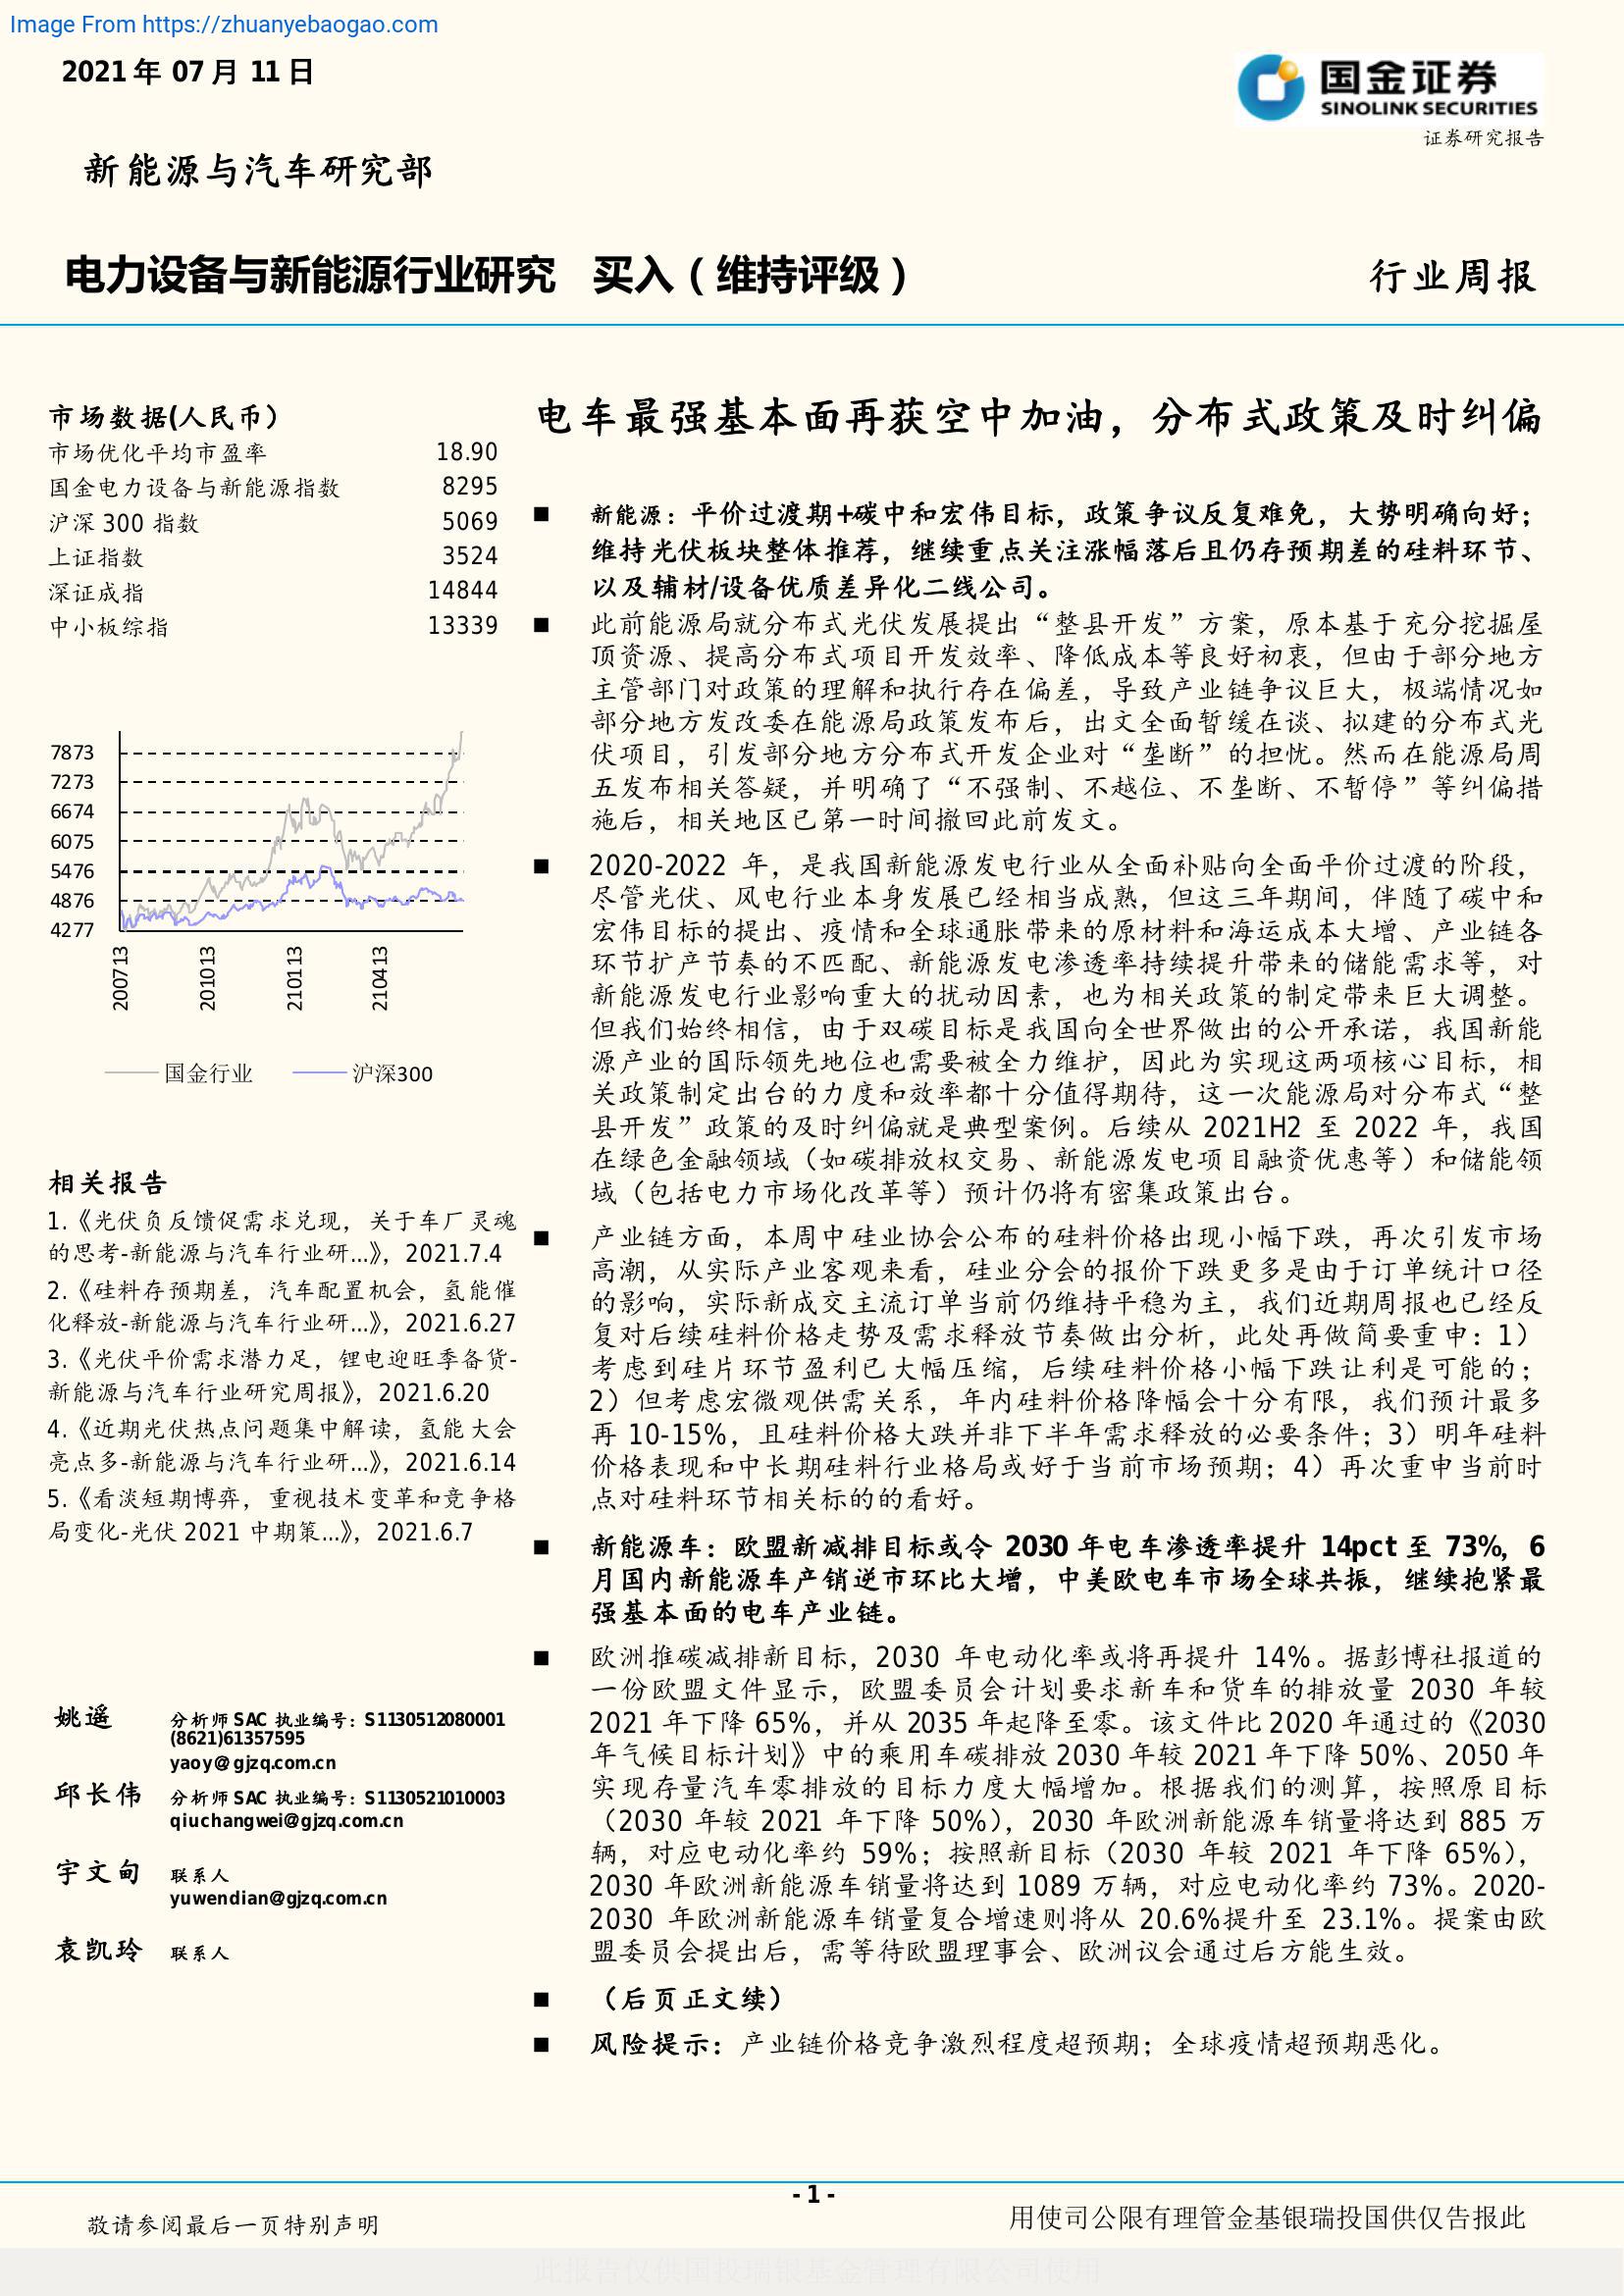 Image From https://zhuanyebaogao.com
2021 年 07 月 11 日
国金证券
SINOLINK SECURITIES
证券研究报告
新能源与汽车研究部
电力设备与新能源行业研究 买入（维持评级）
行业周报
市场数据(人民币）
市场优化平均市盈率 18.90
国金电力设备与新能源指数 8295
沪深 300 指数 5069
上证指数 3524
深证成指 14844
中小板综指 13339
7873
7273
6674
6075
5476
4876
4277
200713
201013
210113
210413
国金行业 沪深300
相关报告
1.《光伏负反馈促需求兑现，关于车厂灵魂
的思考-新能源与汽车行业研...》，2021.7.4
2.《硅料存预期差，汽车配置机会，氢能催
化释放-新能源与汽车行业研...》，2021.6.27
3.《光伏平价需求潜力足，锂电迎旺季备货-
新能源与汽车行业研究周报》，2021.6.20
4.《近期光伏热点问题集中解读，氢能大会
亮点多-新能源与汽车行业研...》，2021.6.14
5.《看淡短期博弈，重视技术变革和竞争格
局变化-光伏 2021 中期策...》，2021.6.7
姚遥 分析师 SAC 执业编号：S1130512080001
(8621)61357595
yaoy＠gjzq.com.cn
邱长伟 分析师 SAC 执业编号：S1130521010003
qiuchangwei@gjzq.com.cn
宇文甸 联系人
yuwendian@gjzq.com.cn
袁凯玲 联系人
电车最强基本面再获空中加油，分布式政策及时纠偏
■ 新能源：平价过渡期+碳中和宏伟目标，政策争议反复难免，大势明确向好；
维持光伏板块整体推荐，继续重点关注涨幅落后且仍存预期差的硅料环节、
以及辅材/设备优质差异化二线公司。
■ 此前能源局就分布式光伏发展提出“整县开发”方案，原本基于充分挖掘屋
顶资源、提高分布式项目开发效率、降低成本等良好初衷，但由于部分地方
主管部门对政策的理解和执行存在偏差，导致产业链争议巨大，极端情况如
部分地方发改委在能源局政策发布后，出文全面暂缓在谈、拟建的分布式光
伏项目，引发部分地方分布式开发企业对“垄断”的担忧。然而在能源局周
五发布相关答疑，并明确了“不强制、不越位、不垄断、不暂停”等纠偏措
施后，相关地区已第一时间撤回此前发文。
■ 2020-2022 年，是我国新能源发电行业从全面补贴向全面平价过渡的阶段，
尽管光伏、风电行业本身发展已经相当成熟，但这三年期间，伴随了碳中和
宏伟目标的提出、疫情和全球通胀带来的原材料和海运成本大增、产业链各
环节扩产节奏的不匹配、新能源发电渗透率持续提升带来的储能需求等，对
新能源发电行业影响重大的扰动因素，也为相关政策的制定带来巨大调整。
但我们始终相信，由于双碳目标是我国向全世界做出的公开承诺，我国新能
源产业的国际领先地位也需要被全力维护，因此为实现这两项核心目标，相
关政策制定出台的力度和效率都十分值得期待，这一次能源局对分布式“整
县开发”政策的及时纠偏就是典型案例。后续从 2021H2 至 2022 年，我国
在绿色金融领域（如碳排放权交易、新能源发电项目融资优惠等）和储能领
域（包括电力市场化改革等）预计仍将有密集政策出台。
■ 产业链方面，本周中硅业协会公布的硅料价格出现小幅下跌，再次引发市场
高潮，从实际产业客观来看，硅业分会的报价下跌更多是由于订单统计口径
的影响，实际新成交主流订单当前仍维持平稳为主，我们近期周报也已经反
复对后续硅料价格走势及需求释放节奏做出分析，此处再做简要重申：1）
考虑到硅片环节盈利已大幅压缩，后续硅料价格小幅下跌让利是可能的；
2）但考虑宏微观供需关系，年内硅料价格降幅会十分有限，我们预计最多
再 10-15%，且硅料价格大跌并非下半年需求释放的必要条件；3）明年硅料
价格表现和中长期硅料行业格局或好于当前市场预期；4）再次重申当前时
点对硅料环节相关标的的看好。
■ 新能源车：欧盟新减排目标或令 2030 年电车渗透率提升 14pct 至 73%，6
月国内新能源车产销逆市环比大增，中美欧电车市场全球共振，继续抱紧最
强基本面的电车产业链。
■ 欧洲推碳减排新目标，2030 年电动化率或将再提升 14%。据彭博社报道的
一份欧盟文件显示，欧盟委员会计划要求新车和货车的排放量 2030 年较
2021 年下降 65%，并从 2035 年起降至零。该文件比 2020 年通过的《2030
年气候目标计划》中的乘用车碳排放 2030 年较 2021 年下降 50%、2050 年
实现存量汽车零排放的目标力度大幅增加。根据我们的测算，按照原目标
（2030 年较 2021 年下降 50%），2030 年欧洲新能源车销量将达到 885 万
辆，对应电动化率约 59%；按照新目标（2030 年较 2021 年下降 65%），
2030 年欧洲新能源车销量将达到 1089 万辆，对应电动化率约 73%。2020-
2030 年欧洲新能源车销量复合增速则将从 20.6%提升至 23.1%。提案由欧
盟委员会提出后，需等待欧盟理事会、欧洲议会通过后方能生效。
■ （后页正文续）
■ 风险提示：产业链价格竞争激烈程度超预期；全球疫情超预期恶化。
- 1 -
敬请参阅最后一页特别声明
用使司公限有理管金基银瑞投国供仅告报此
此报告仅供国投瑞银基金管理有限公司使用